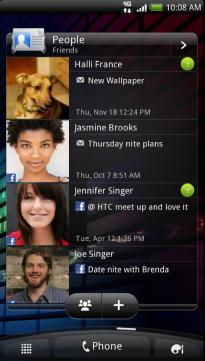 4G
10:08 AM
People
Friends
Halli France
New Wallpaper
Thu, Nov 18 12:24 PM
Jasmine Brooks
Thursday nite plans
Thu, Oct 7 8:51 AM
Jennifer Singer
@ HTC meet up and love it
Tue, Apr 12 1:36 PM
Joe Singer
Date nite with Brenda
Phone